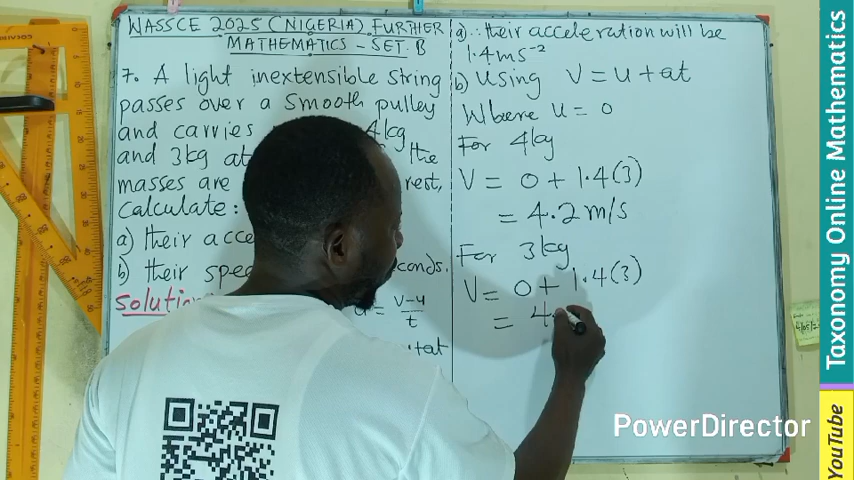 WASSCE 2025 (NIGERIA) FURTHER
MATHEMATICS - SET. B
7. A light inextensible string
passes over a smooth pulley
and carries 4kg
and 3kg at the
masses are rest,
calculate:
a) their acce
b) their spe econds.
Solution
= v-u/t
+at
a) ∴ their acceleration will be
1.4ms⁻²
b) Using V = u + at
Where u = 0
For 4kg
V = 0 + 1.4(3)
= 4.2 m/s
For 3kg
V = 0 + 1.4(3)
= 4.
PowerDirector
Taxonomy Online Mathematics
YouTube